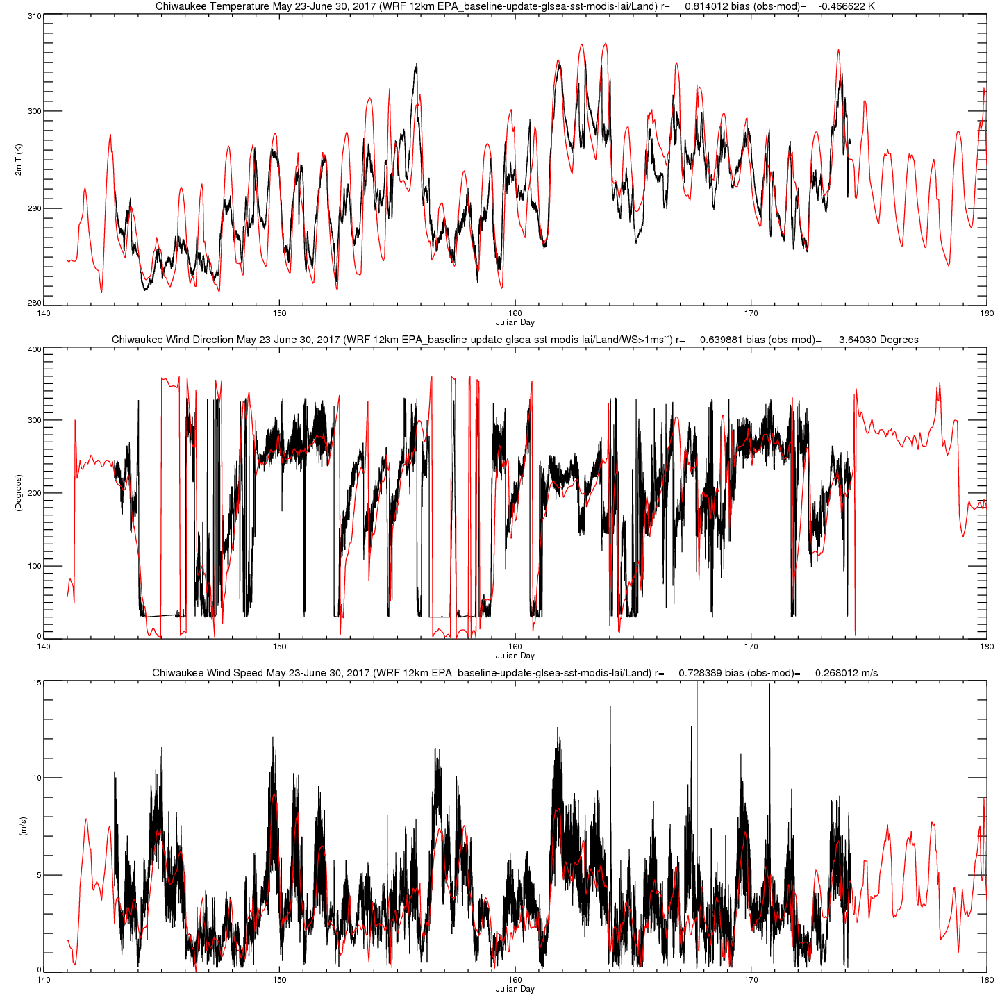 Chiwaukee Temperature May 23-June 30, 2017 (WRF 12km EPA_baseline-update-glsea-sst-modis-lai/Land) r= 0.814012 bias (obs-mod)= -0.466622 K
310
300
290
280
2m T (K)
140 150 160 170 180
Julian Day
Chiwaukee Wind Direction May 23-June 30, 2017 (WRF 12km EPA_baseline-update-glsea-sst-modis-lai/Land/WS>1ms⁻ˢ) r= 0.639881 bias (obs-mod)= 3.64030 Degrees
400
300
200
100
0
(Degrees)
140 150 160 170 180
Julian Day
Chiwaukee Wind Speed May 23-June 30, 2017 (WRF 12km EPA_baseline-update-glsea-sst-modis-lai/Land) r= 0.728389 bias (obs-mod)= 0.268012 m/s
15
10
5
0
(m/s)
140 150 160 170 180
Julian Day